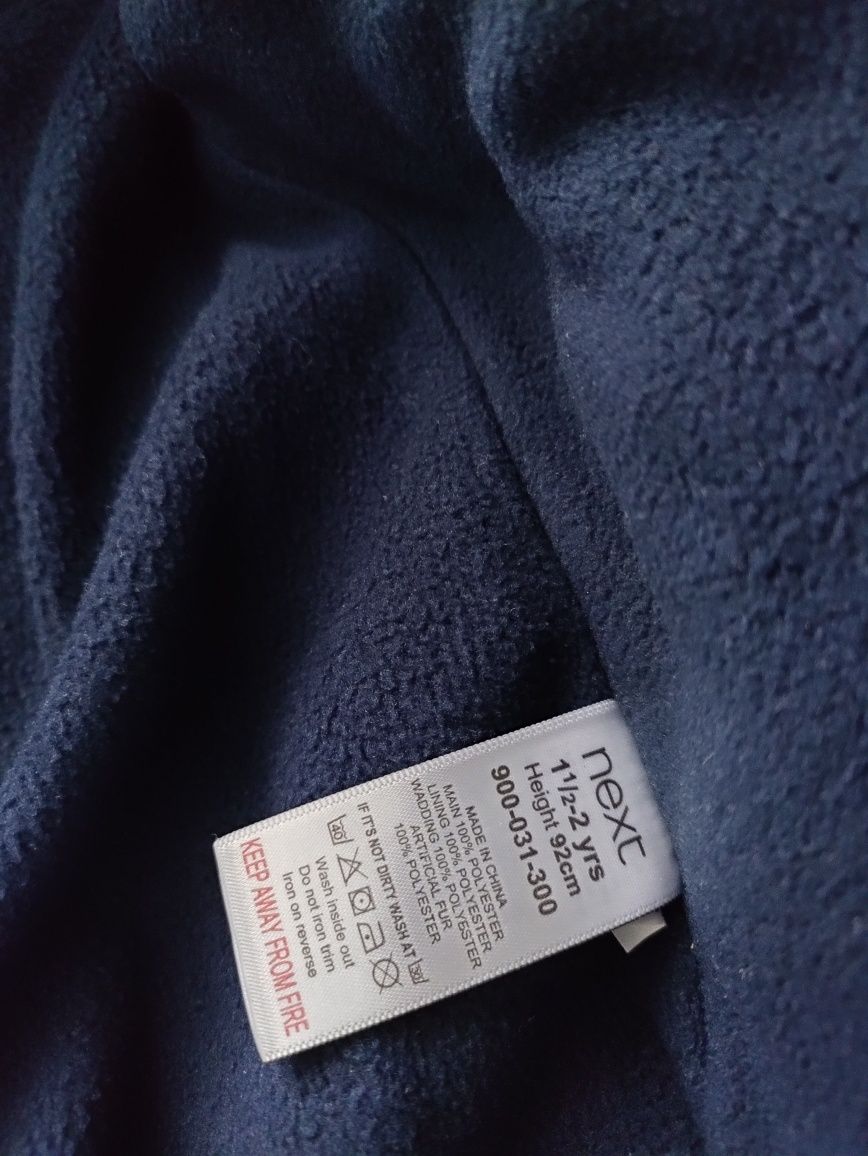 next
1½-2 yrs
Height 92cm
900-031-300
MADE IN CHINA
MAIN 100% POLYESTER
LINING 100% POLYESTER
WADDING 100% POLYESTER
ARTIFICIAL FUR
100% POLYESTER
IF IT'S NOT DIRTY WASH AT 30
40
Wash inside out
Do not iron trim
Iron on reverse
KEEP AWAY FROM FIRE